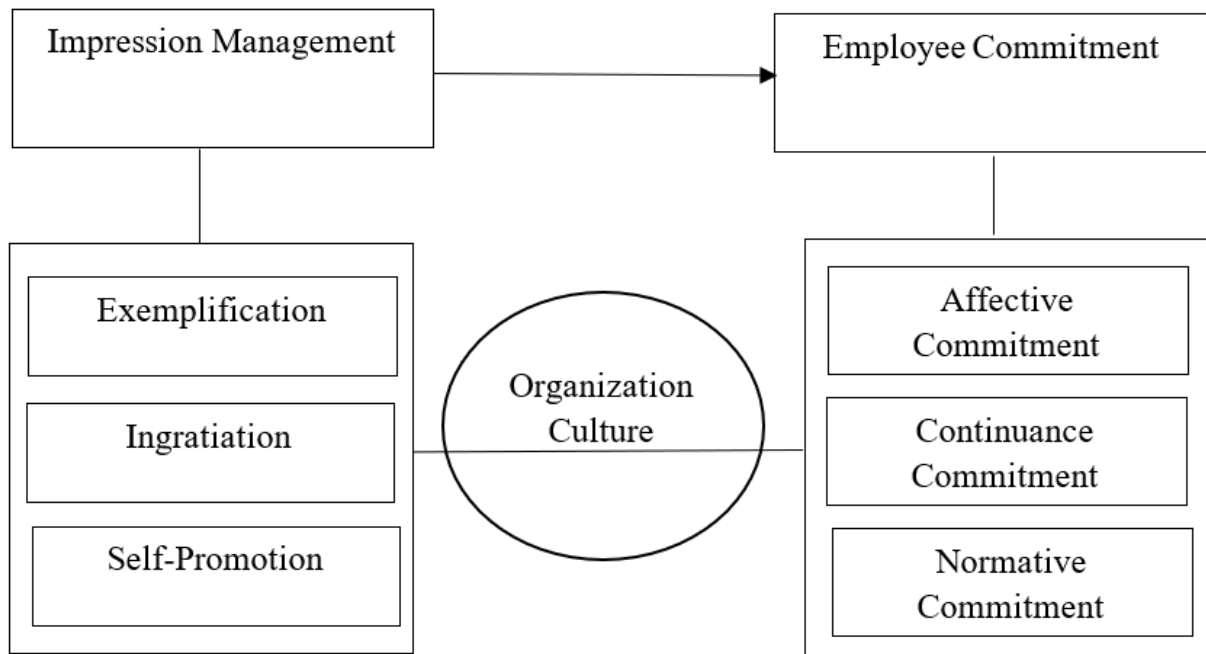 Impression Management
Employee Commitment
Exemplification
Ingratiation
Self-Promotion
Organization
Culture
Affective
Commitment
Continuance
Commitment
Normative
Commitment